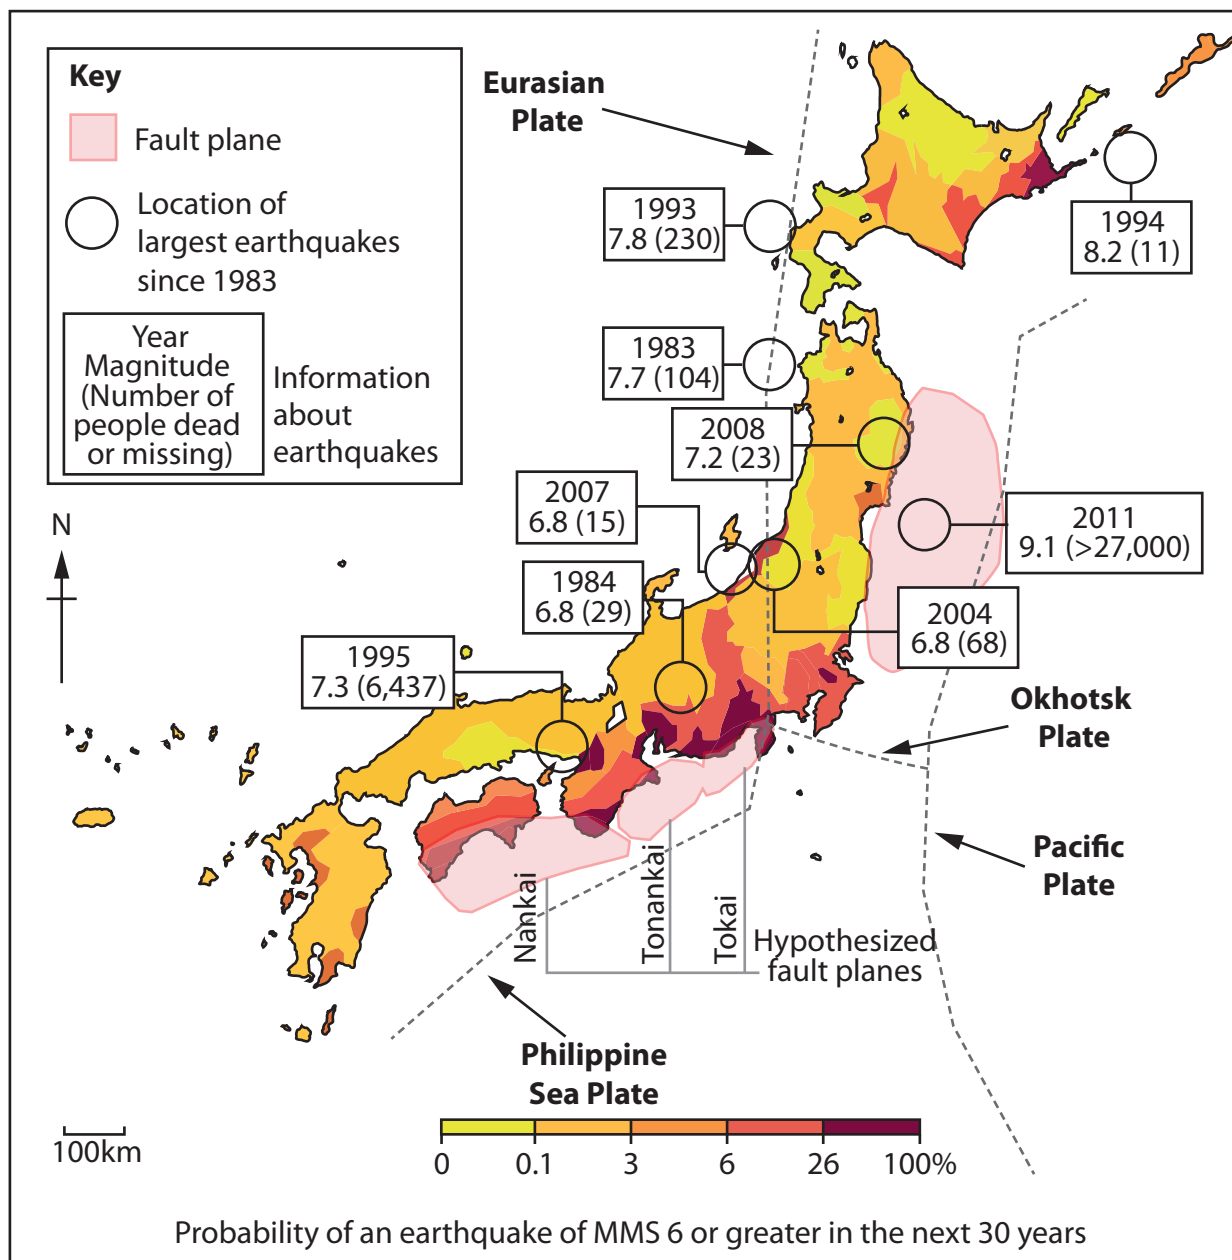 Key
Fault plane
Location of
largest earthquakes
since 1983
Year
Magnitude
(Number of
people dead
or missing)
Information
about
earthquakes
Eurasian
Plate
1993
7.8 (230)
1994
8.2 (11)
1983
7.7 (104)
2008
7.2 (23)
2007
6.8 (15)
2011
9.1 (>27,000)
N
1984
6.8 (29)
2004
6.8 (68)
1995
7.3 (6,437)
Okhotsk
Plate
Pacific
Plate
Nankai
Tonankai
Tokai
Hypothesized
fault planes
Philippine
Sea Plate
100km
0 0.1 3 6 26 100%
Probability of an earthquake of MMS 6 or greater in the next 30 years